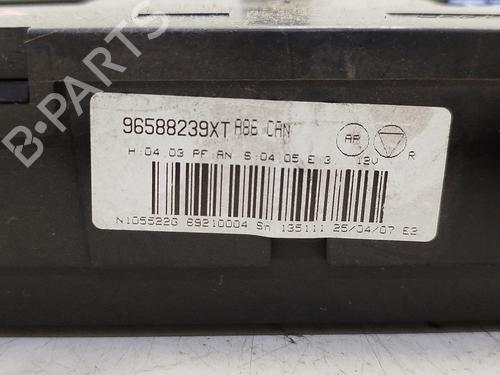 96588239XT A86 CAN
AR
H:04 03 PF:AN S:04 05 E:3 12V R
N105522G 69210004 Sn 135111 25/04/07 E2
B-PARTS